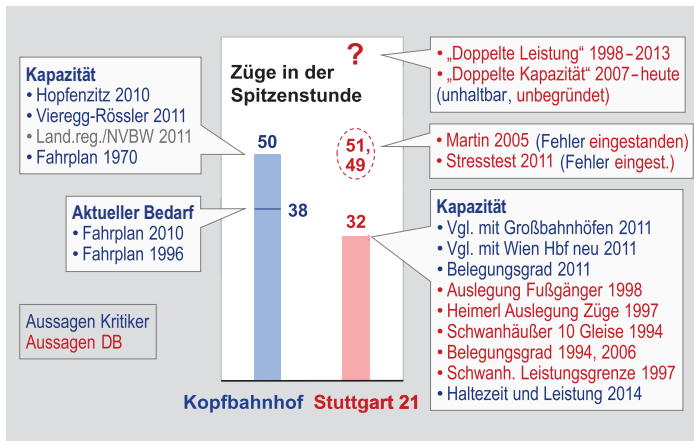 Kapazität
• Hopfenzitz 2010
• Vieregg-Rössler 2011
• Land.reg./NVBW 2011
• Fahrplan 1970
Aktueller Bedarf
• Fahrplan 2010
• Fahrplan 1996
Aussagen Kritiker
Aussagen DB
Züge in der
Spitzenstunde
?
50
38
51,
49
32
Kopfbahnhof
Stuttgart 21
• „Doppelte Leistung“ 1998–2013
• „Doppelte Kapazität“ 2007–heute
(unhaltbar, unbegründet)
• Martin 2005 (Fehler eingestanden)
• Stresstest 2011 (Fehler eingest.)
Kapazität
• Vgl. mit Großbahnhöfen 2011
• Vgl. mit Wien Hbf neu 2011
• Belegungsgrad 2011
• Auslegung Fußgänger 1998
• Heimerl Auslegung Züge 1997
• Schwanhäußer 10 Gleise 1994
• Belegungsgrad 1994, 2006
• Schwanh. Leistungsgrenze 1997
• Haltezeit und Leistung 2014